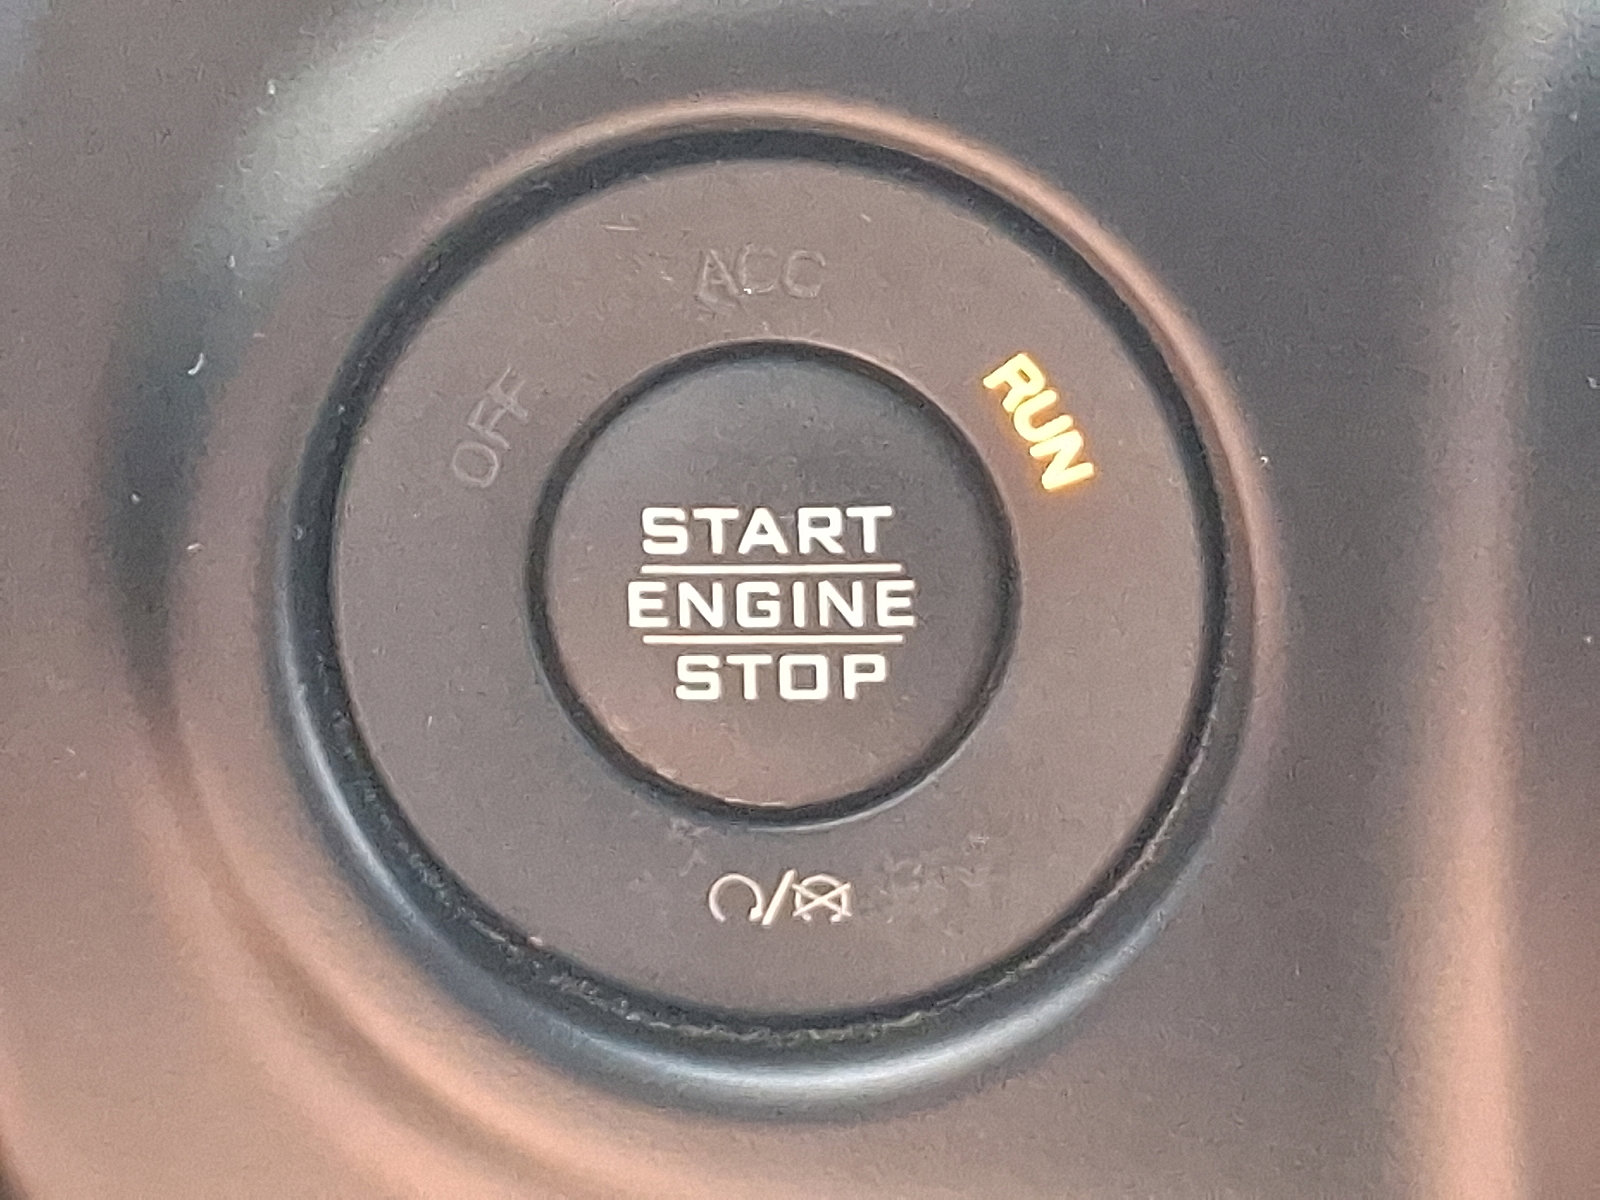 ACC
OFF
RUN
START
ENGINE
STOP